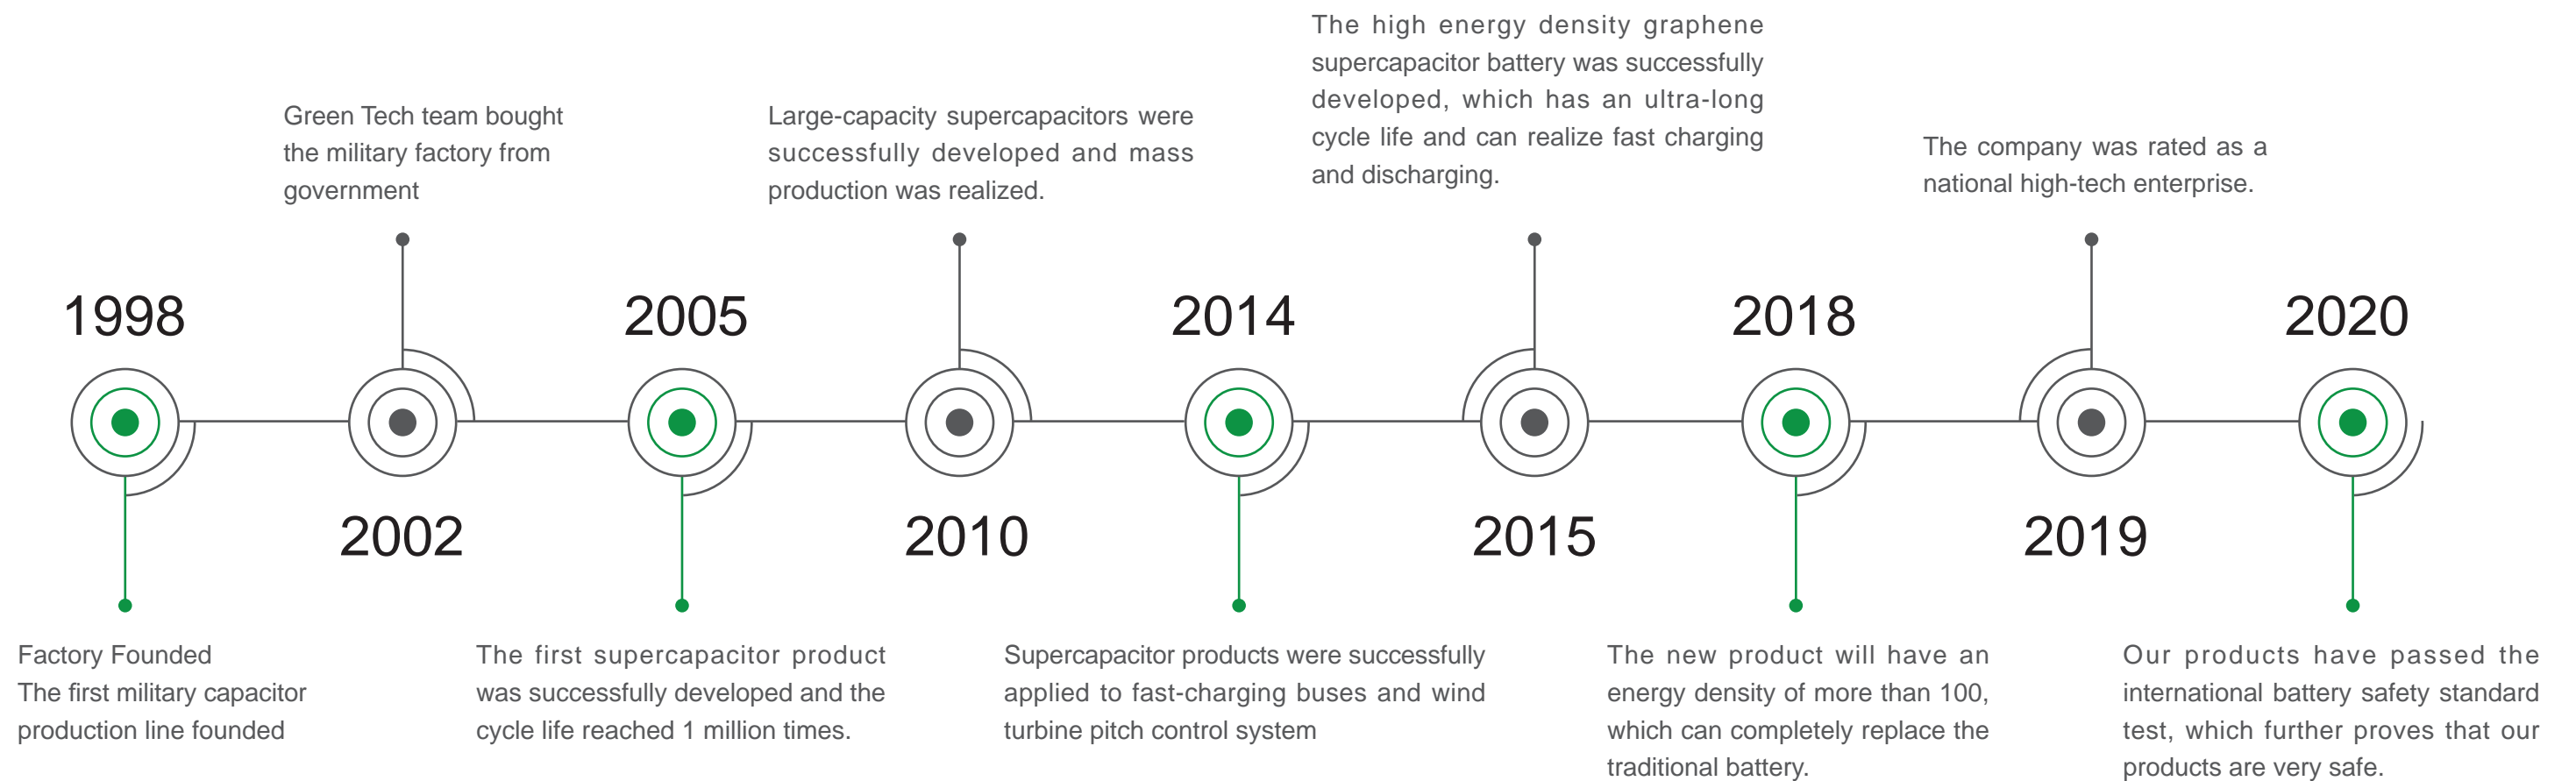 1998
Factory Founded
The first military capacitor
production line founded
Green Tech team bought
the military factory from
government
2002
2005
The first supercapacitor product
was successfully developed and the
cycle life reached 1 million times.
Large-capacity supercapacitors were
successfully developed and mass
production was realized.
2010
2014
Supercapacitor products were successfully
applied to fast-charging buses and wind
turbine pitch control system
The high energy density graphene
supercapacitor battery was successfully
developed, which has an ultra-long
cycle life and can realize fast charging
and discharging.
2015
2018
The new product will have an
energy density of more than 100,
which can completely replace the
traditional battery.
The company was rated as a
national high-tech enterprise.
2019
2020
Our products have passed the
international battery safety standard
test, which further proves that our
products are very safe.